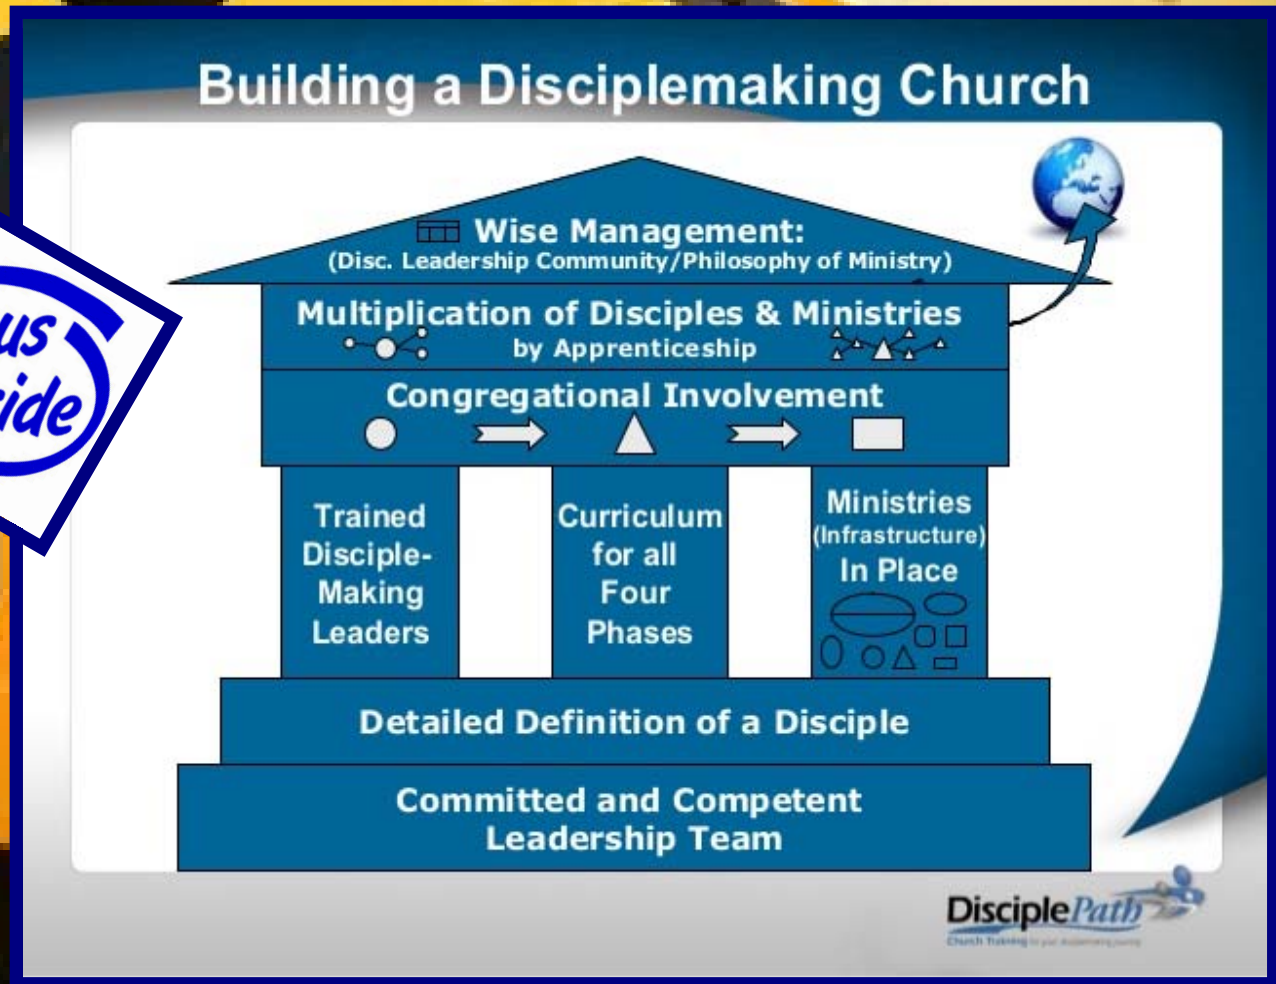 Building a Disciplemaking Church
Wise Management:
(Disc. Leadership Community/Philosophy of Ministry)
Multiplication of Disciples & Ministries
by Apprenticeship
Congregational Involvement
us
ide
Trained
Disciple-
Making
Leaders
Curriculum
for all
Four
Phases
Ministries
(Infrastructure)
In Place
Detailed Definition of a Disciple
Committed and Competent
Leadership Team
DisciplePath
Church Training